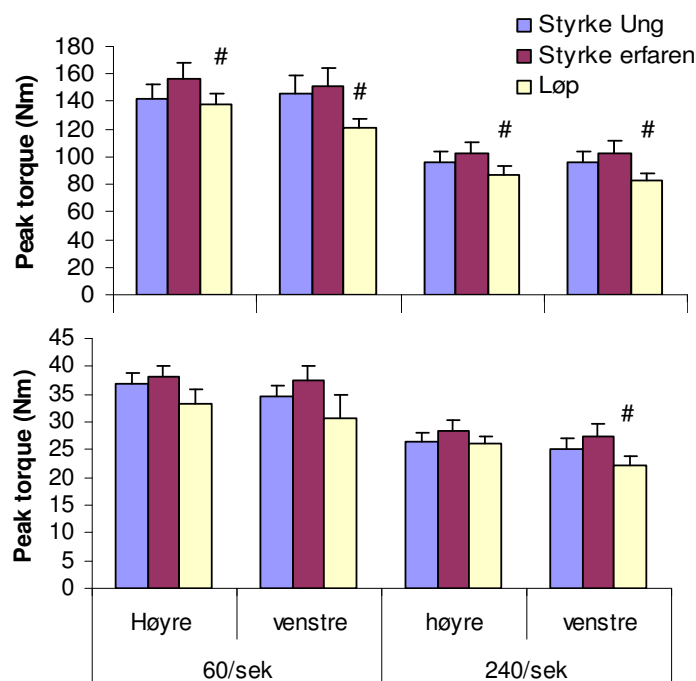 Styrke Ung
Styrke erfaren
Løp
Peak torque (Nm)
180
160
140
120
100
80
60
40
20
0
# # # #
Peak torque (Nm)
45
40
35
30
25
20
15
10
5
0
#
Høyre venstre høyre venstre
60/sek 240/sek